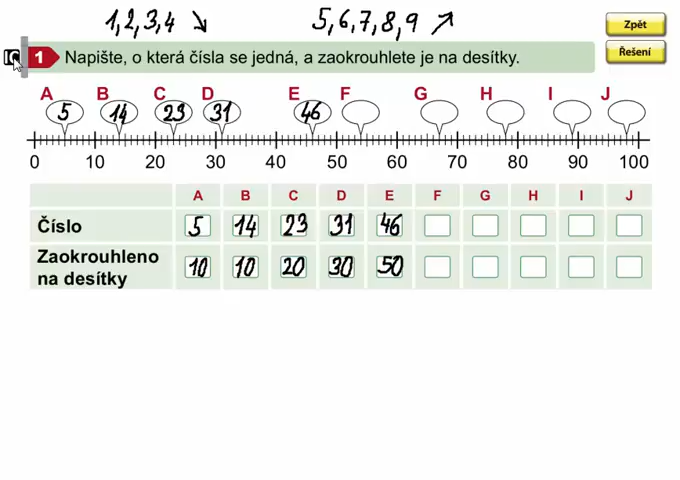 1,2,3,4 ↘ 5,6,7,8,9 ↗
Zpět
1 Napište, o která čísla se jedná, a zaokrouhlete je na desítky.
Řešení
A B C D E F G H I J
5 14 23 31 46
0 10 20 30 40 50 60 70 80 90 100
A B C D E F G H I J
Číslo 5 14 23 31 46
Zaokrouhleno
na desítky 10 10 20 30 50